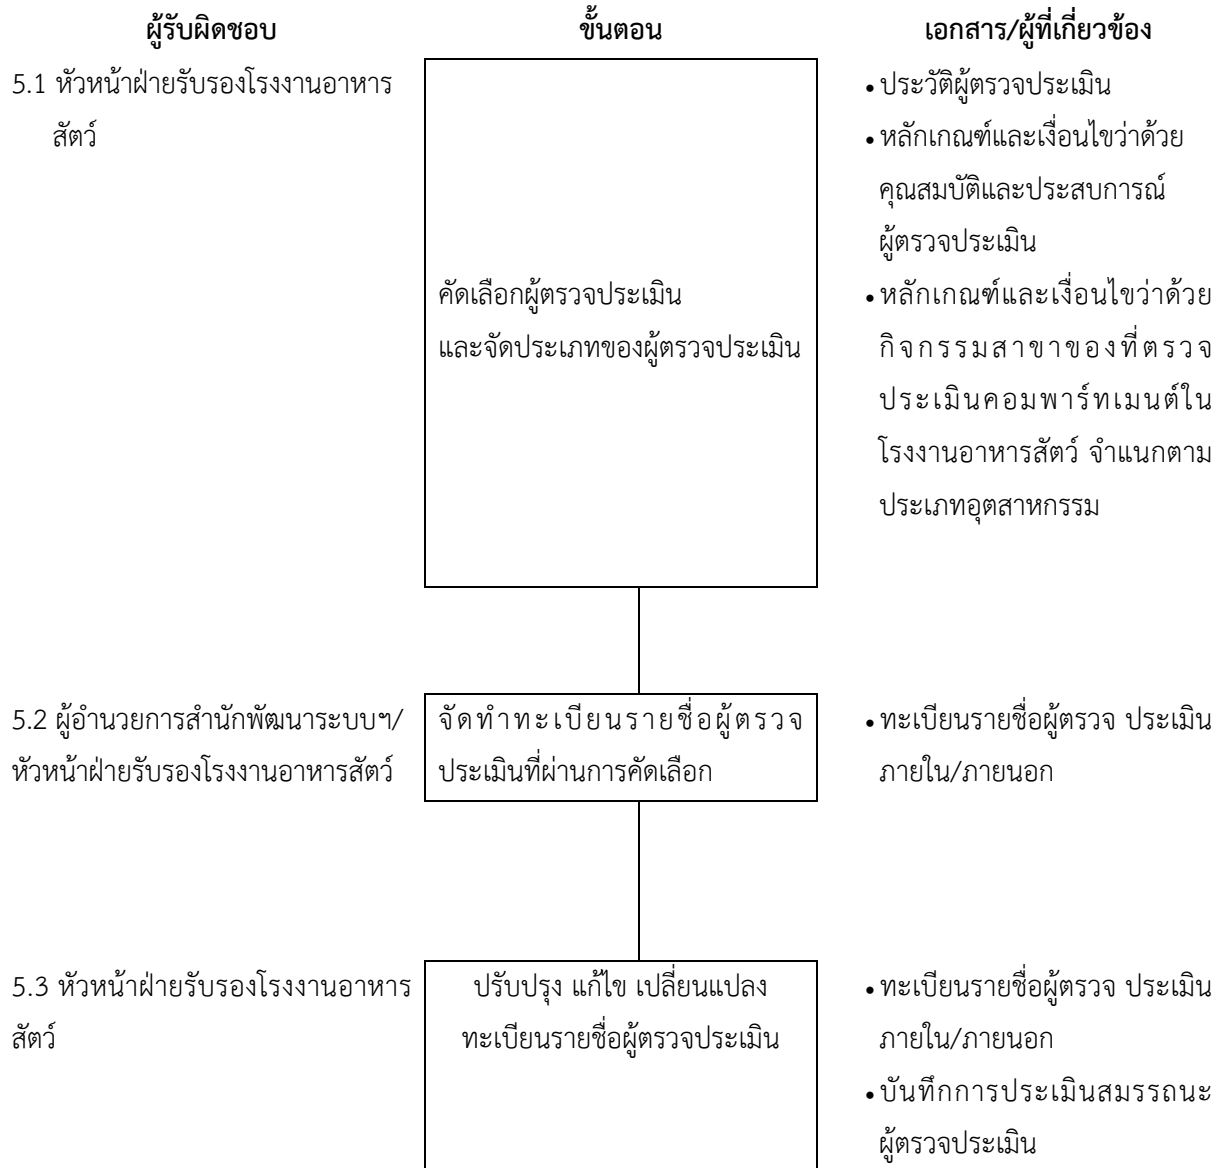 ผู้รับผิดชอบ
ขั้นตอน
เอกสาร/ผู้ที่เกี่ยวข้อง
5.1 หัวหน้าฝ่ายรับรองโรงงานอาหาร
สัตว์
คัดเลือกผู้ตรวจประเมิน
และจัดประเภทของผู้ตรวจประเมิน
• ประวัติผู้ตรวจประเมิน
• หลักเกณฑ์และเงื่อนไขว่าด้วย
คุณสมบัติและประสบการณ์
ผู้ตรวจประเมิน
• หลักเกณฑ์และเงื่อนไขว่าด้วย
กิจกรรมสาขาของที่ตรวจ
ประเมินคอมพาร์ทเมนต์ใน
โรงงานอาหารสัตว์ จำแนกตาม
ประเภทอุตสาหกรรม
5.2 ผู้อำนวยการสำนักพัฒนาระบบฯ/
หัวหน้าฝ่ายรับรองโรงงานอาหารสัตว์
จัดทำทะเบียนรายชื่อผู้ตรวจ
ประเมินที่ผ่านการคัดเลือก
• ทะเบียนรายชื่อผู้ตรวจ ประเมิน
ภายใน/ภายนอก
5.3 หัวหน้าฝ่ายรับรองโรงงานอาหาร
สัตว์
ปรับปรุง แก้ไข เปลี่ยนแปลง
ทะเบียนรายชื่อผู้ตรวจประเมิน
• ทะเบียนรายชื่อผู้ตรวจ ประเมิน
ภายใน/ภายนอก
• บันทึกการประเมินสมรรถนะ
ผู้ตรวจประเมิน